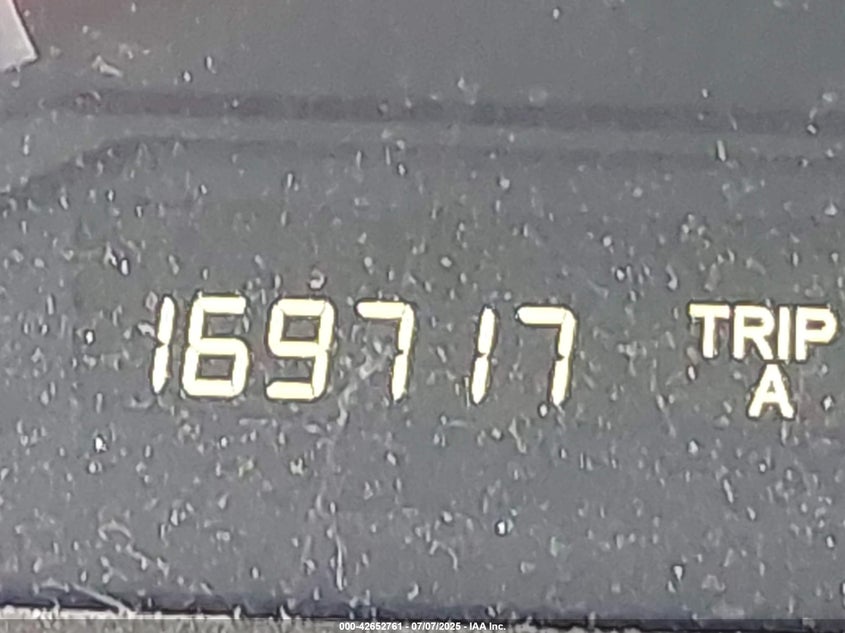 169717 TRIP
A
000-42652761 - 07/07/2025 - IAA Inc.